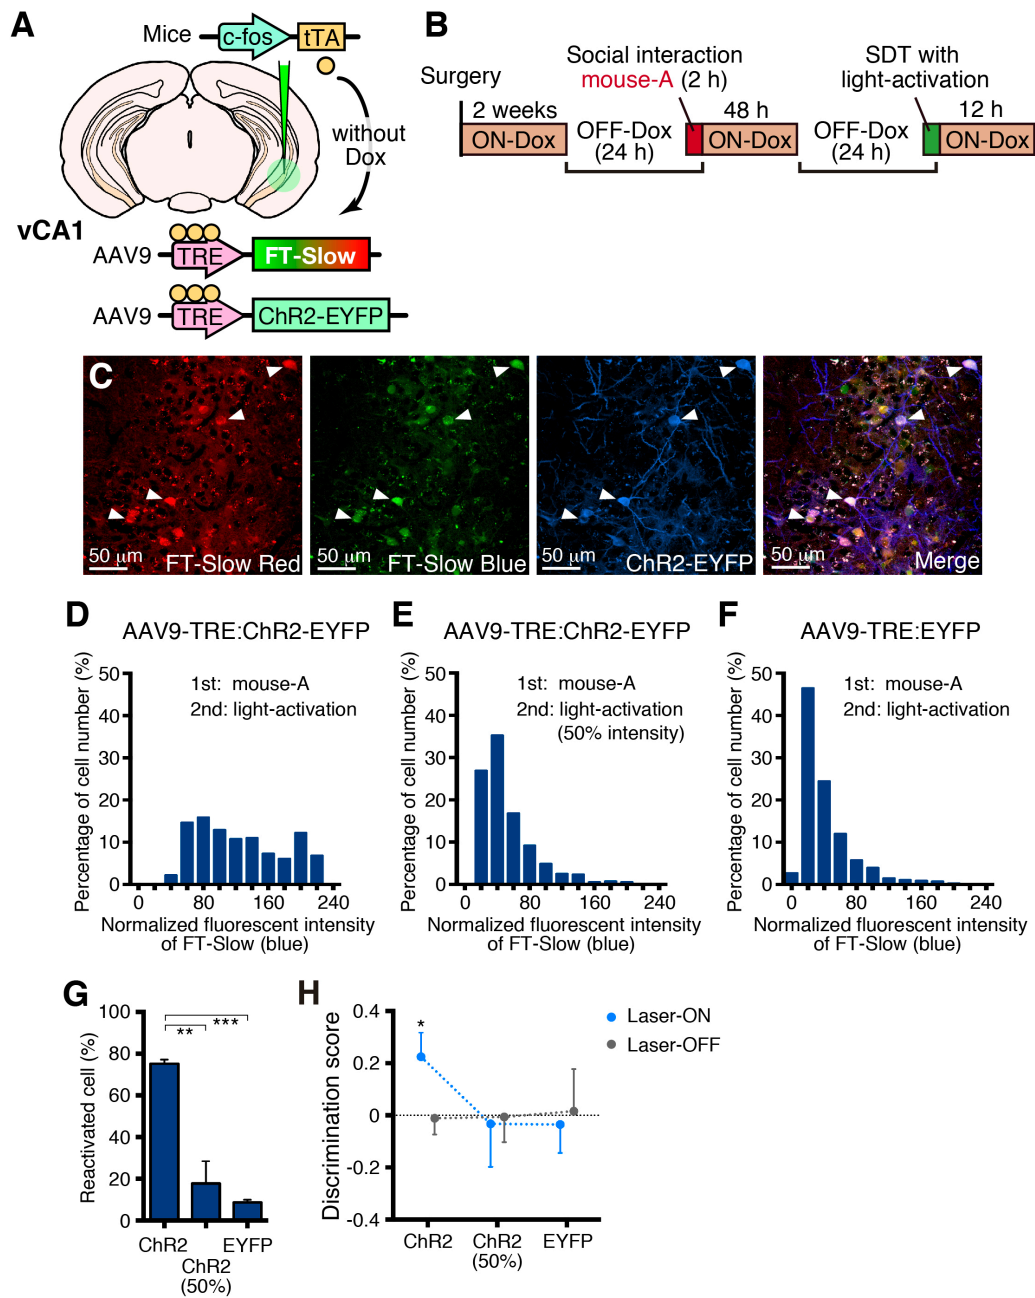 A
Mice
c-fos
tTA
without
Dox
vCA1
AAV9
TRE
FT-Slow
AAV9
TRE
ChR2-EYFP
B
Surgery
Social interaction
mouse-A (2 h)
SDT with
light-activation
2 weeks
48 h
12 h
ON-Dox
OFF-Dox
(24 h)
ON-Dox
OFF-Dox
(24 h)
ON-Dox
C
50 μm
FT-Slow Red
50 μm
FT-Slow Blue
50 μm
ChR2-EYFP
50 μm
Merge
D
AAV9-TRE:ChR2-EYFP
1st: mouse-A
2nd: light-activation
Percentage of cell number (%)
50
40
30
20
10
0
0
80
160
240
Normalized fluorescent intensity
of FT-Slow (blue)
E
AAV9-TRE:ChR2-EYFP
1st: mouse-A
2nd: light-activation
(50% intensity)
Percentage of cell number (%)
50
40
30
20
10
0
0
80
160
240
Normalized fluorescent intensity
of FT-Slow (blue)
F
AAV9-TRE:EYFP
1st: mouse-A
2nd: light-activation
Percentage of cell number (%)
50
40
30
20
10
0
0
80
160
240
Normalized fluorescent intensity
of FT-Slow (blue)
G
Reactivated cell (%)
100
80
60
40
20
0
***
**
ChR2
ChR2
(50%)
EYFP
H
Discrimination score
0.4
0.2
0
-0.2
-0.4
*
Laser-ON
Laser-OFF
ChR2
ChR2
(50%)
EYFP